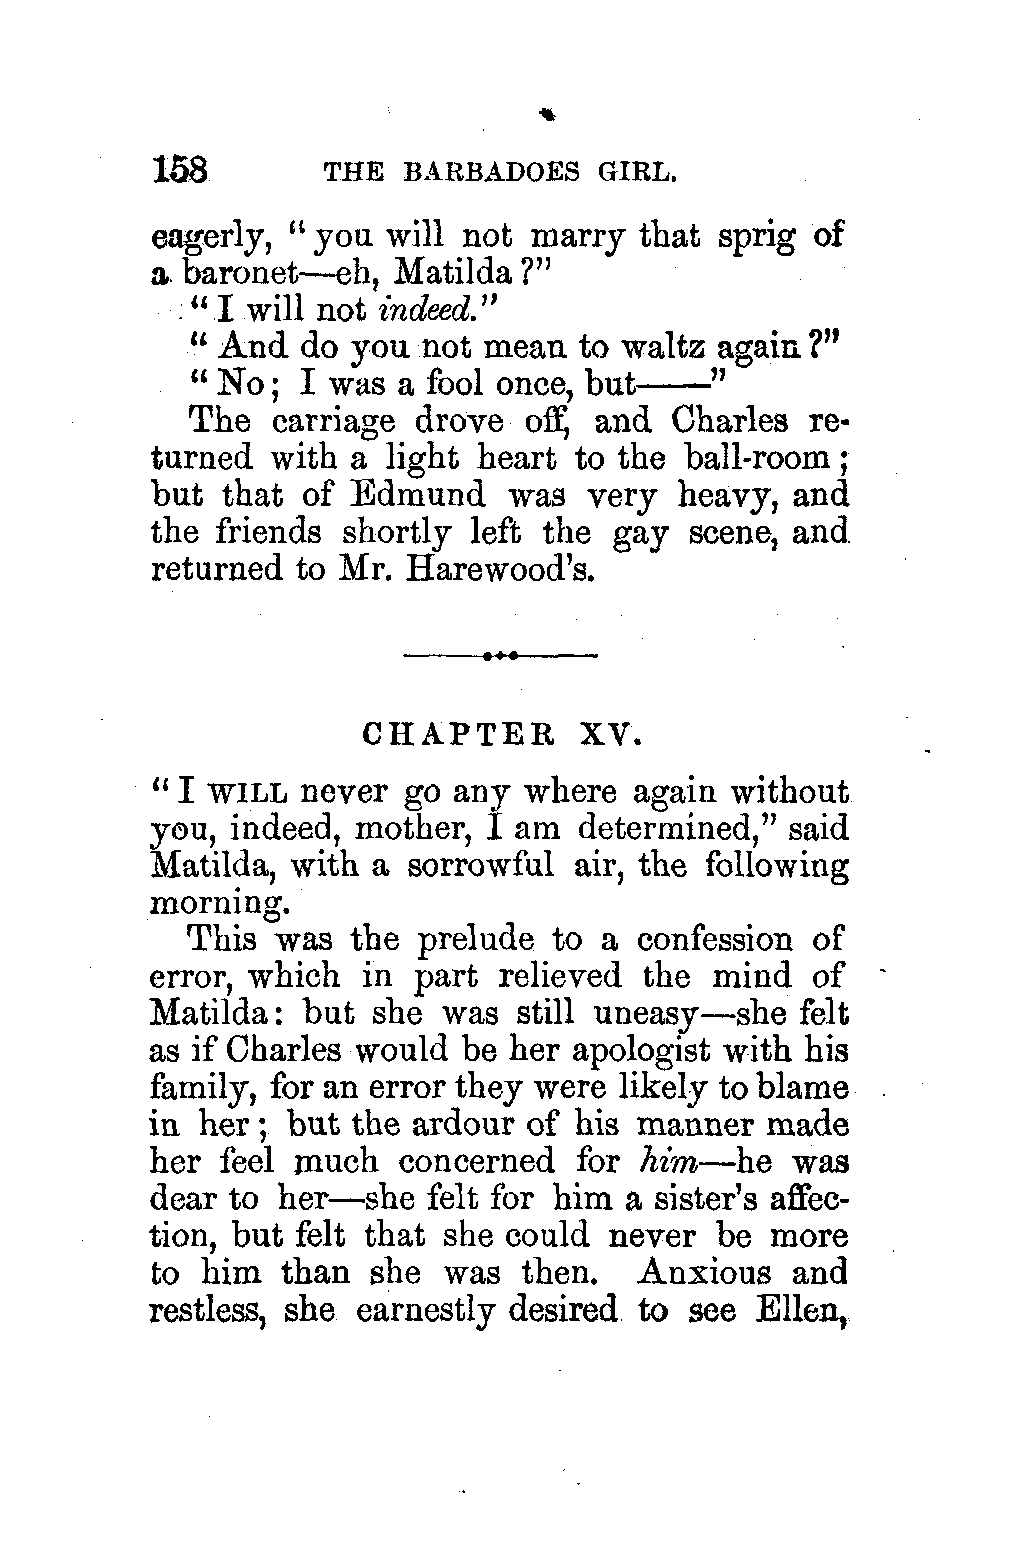 158 THE BARBADOES GIRL.
eagerly, "you will not marry that sprig of
a baronet—eh, Matilda?"
"I will not indeed."
"And do you not mean to waltz again?"
"No; I was a fool once, but——"
The carriage drove off, and Charles re-
turned with a light heart to the ball-room;
but that of Edmund was very heavy, and
the friends shortly left the gay scene, and
returned to Mr. Harewood's.
CHAPTER XV.
"I WILL never go any where again without
you, indeed, mother, I am determined," said
Matilda, with a sorrowful air, the following
morning.
This was the prelude to a confession of
error, which in part relieved the mind of
Matilda: but she was still uneasy—she felt
as if Charles would be her apologist with his
family, for an error they were likely to blame
in her; but the ardour of his manner made
her feel much concerned for him—he was
dear to her—she felt for him a sister's affec-
tion, but felt that she could never be more
to him than she was then. Anxious and
restless, she earnestly desired to see Ellen,